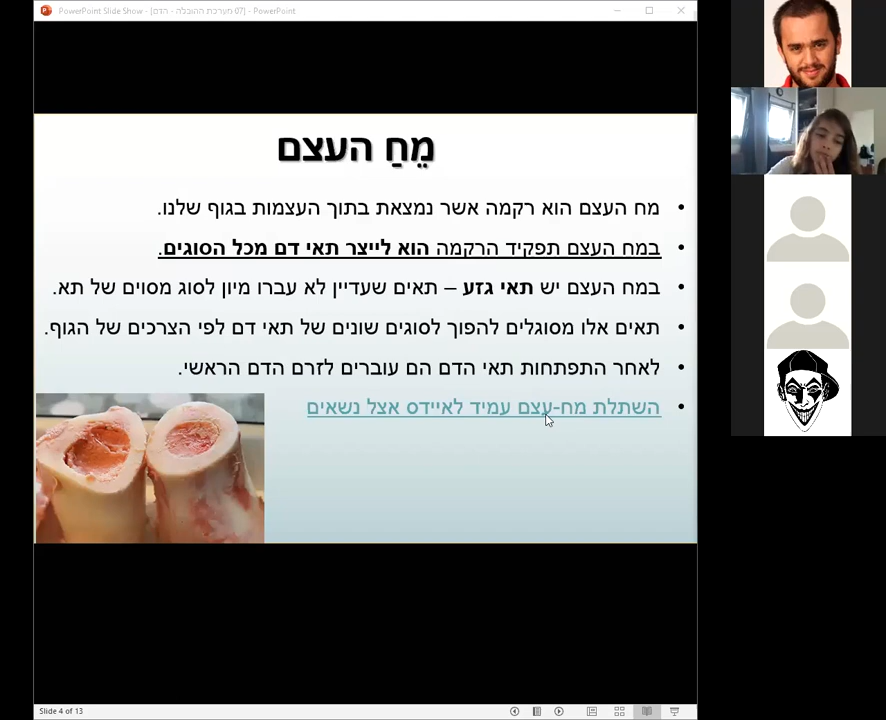 PowerPoint Slide Show - [07 מערכת ההובלה - הדם] - PowerPoint
מֵחַ העצם
• מח העצם הוא רקמה אשר נמצאת בתוך העצמות בגוף שלנו.
• במח העצם תפקיד הרקמה הוא לייצר תאי דם מכל הסוגים.
• במח העצם יש תאי גזע – תאים שעדיין לא עברו מיון לסוג מסוים של תא.
• תאים אלו מסוגלים להפוך לסוגים שונים של תאי דם לפי הצרכים של הגוף.
• לאחר התפתחות תאי הדם הם עוברים לזרם הדם הראשי.
• השתלת מח-עצם עמיד לאיידס אצל נשאים
Slide 4 of 13